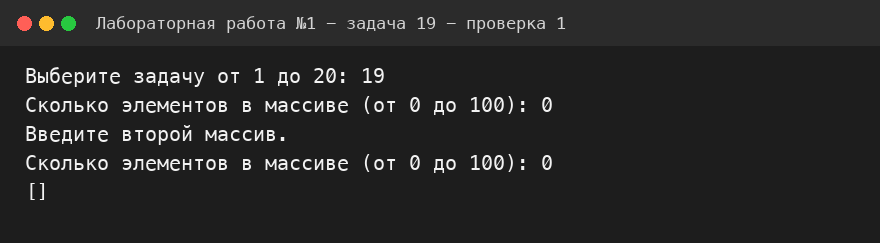 Лабораторная работа №1 — задача 19 — проверка 1
Выберите задачу от 1 до 20: 19
Сколько элементов в массиве (от 0 до 100): 0
Введите второй массив.
Сколько элементов в массиве (от 0 до 100): 0
[]